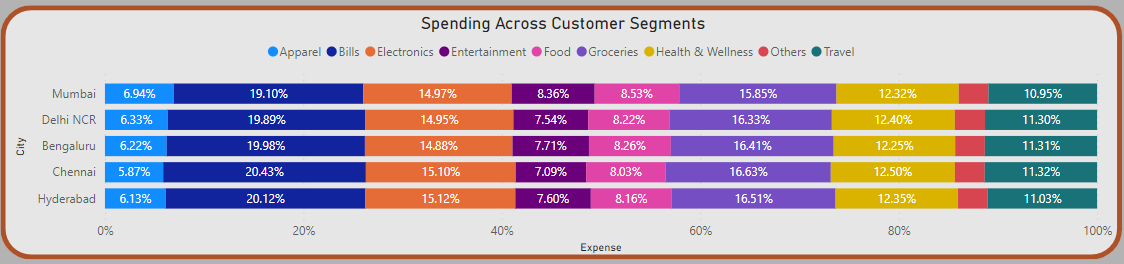 Spending Across Customer Segments
Apparel Bills Electronics Entertainment Food Groceries Health & Wellness Others Travel
City
Mumbai 6.94% 19.10% 14.97% 8.36% 8.53% 15.85% 12.32% 10.95%
Delhi NCR 6.33% 19.89% 14.95% 7.54% 8.22% 16.33% 12.40% 11.30%
Bengaluru 6.22% 19.98% 14.88% 7.71% 8.26% 16.41% 12.25% 11.31%
Chennai 5.87% 20.43% 15.10% 7.09% 8.03% 16.63% 12.50% 11.32%
Hyderabad 6.13% 20.12% 15.12% 7.60% 8.16% 16.51% 12.35% 11.03%
0% 20% 40% 60% 80% 100%
Expense